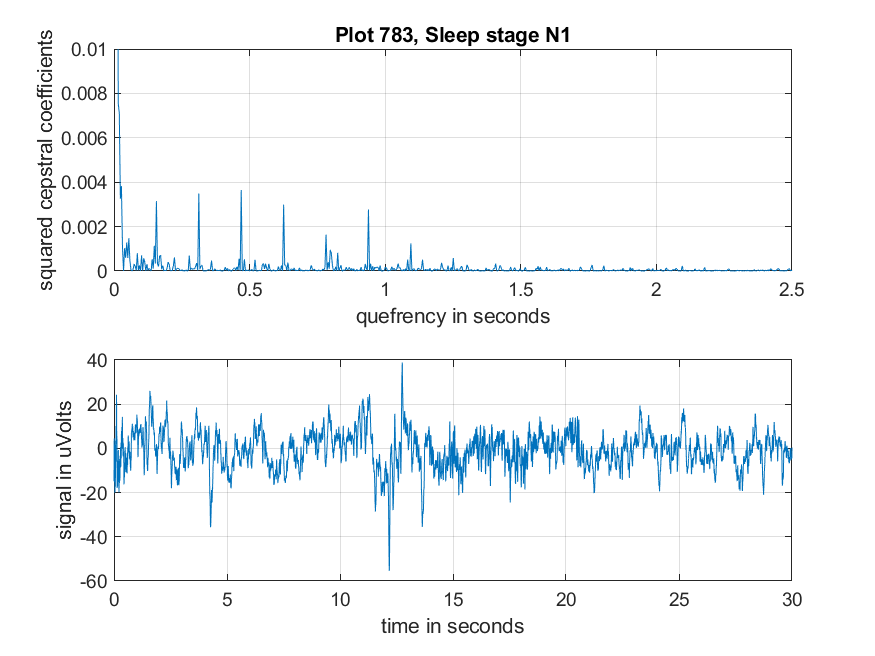 Plot 783, Sleep stage N1
squared cepstral coefficients
0.01
0.008
0.006
0.004
0.002
0
0 0.5 1 1.5 2 2.5
quefrency in seconds
signal in uVolts
40
20
0
-20
-40
-60
0 5 10 15 20 25 30
time in seconds